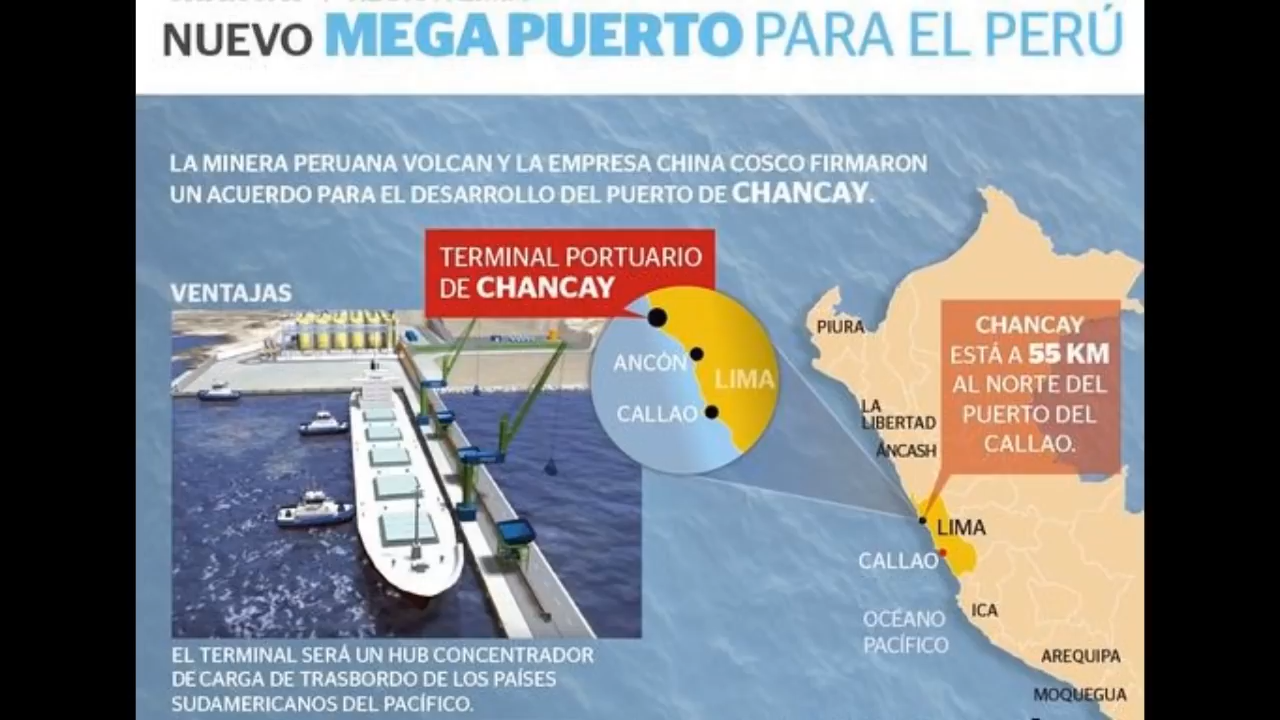 NUEVO MEGA PUERTO PARA EL PERÚ
LA MINERA PERUANA VOLCAN Y LA EMPRESA CHINA COSCO FIRMARON
UN ACUERDO PARA EL DESARROLLO DEL PUERTO DE CHANCAY.
TERMINAL PORTUARIO
DE CHANCAY
VENTAJAS
ANCÓN
LIMA
CALLAO
PIURA
CHANCAY
ESTÁ A 55 KM
AL NORTE DEL
PUERTO DEL
CALLAO.
LA
LIBERTAD
ÁNCASH
LIMA
CALLAO
OCÉANO
PACÍFICO
ICA
AREQUIPA
MOQUEGUA
EL TERMINAL SERÁ UN HUB CONCENTRADOR
DE CARGA DE TRASBORDO DE LOS PAÍSES
SUDAMERICANOS DEL PACÍFICO.